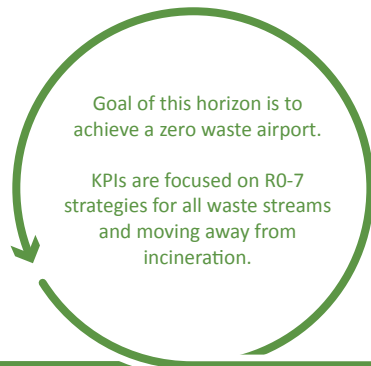 Goal of this horizon is to
achieve a zero waste airport.
KPIs are focused on R0-7
strategies for all waste streams
and moving away from
incineration.